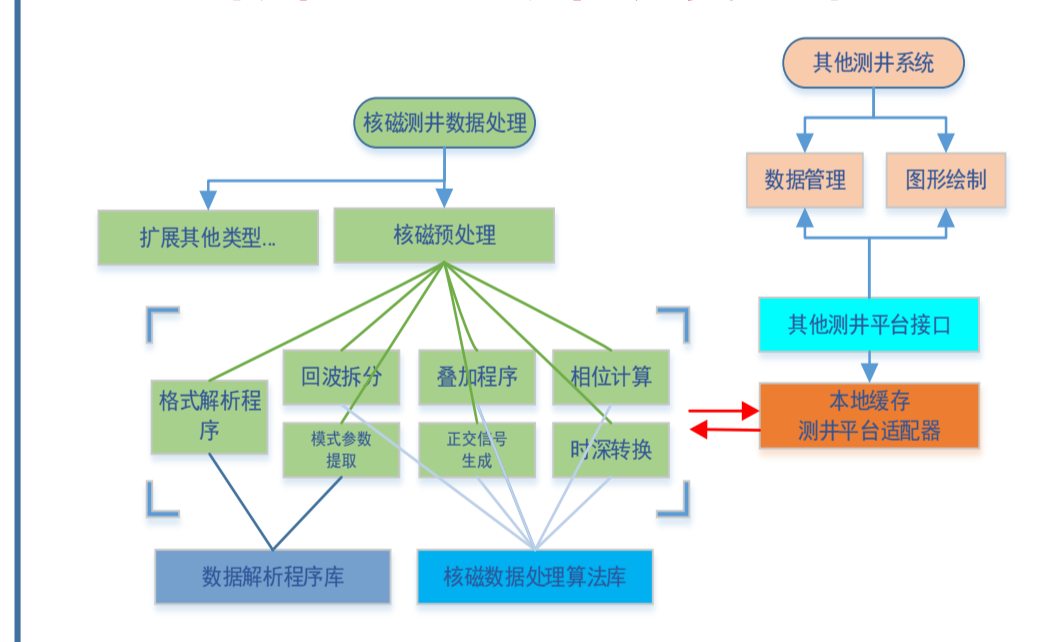 其他测井系统
核磁测井数据处理
数据管理
图形绘制
扩展其他类型...
核磁预处理
其他测井平台接口
回波拆分
叠加程序
相位计算
格式解析程
序
本地缓存
测井平台适配器
模式参数
提取
正交信号
生成
时深转换
数据解析程序库
核磁数据处理算法库